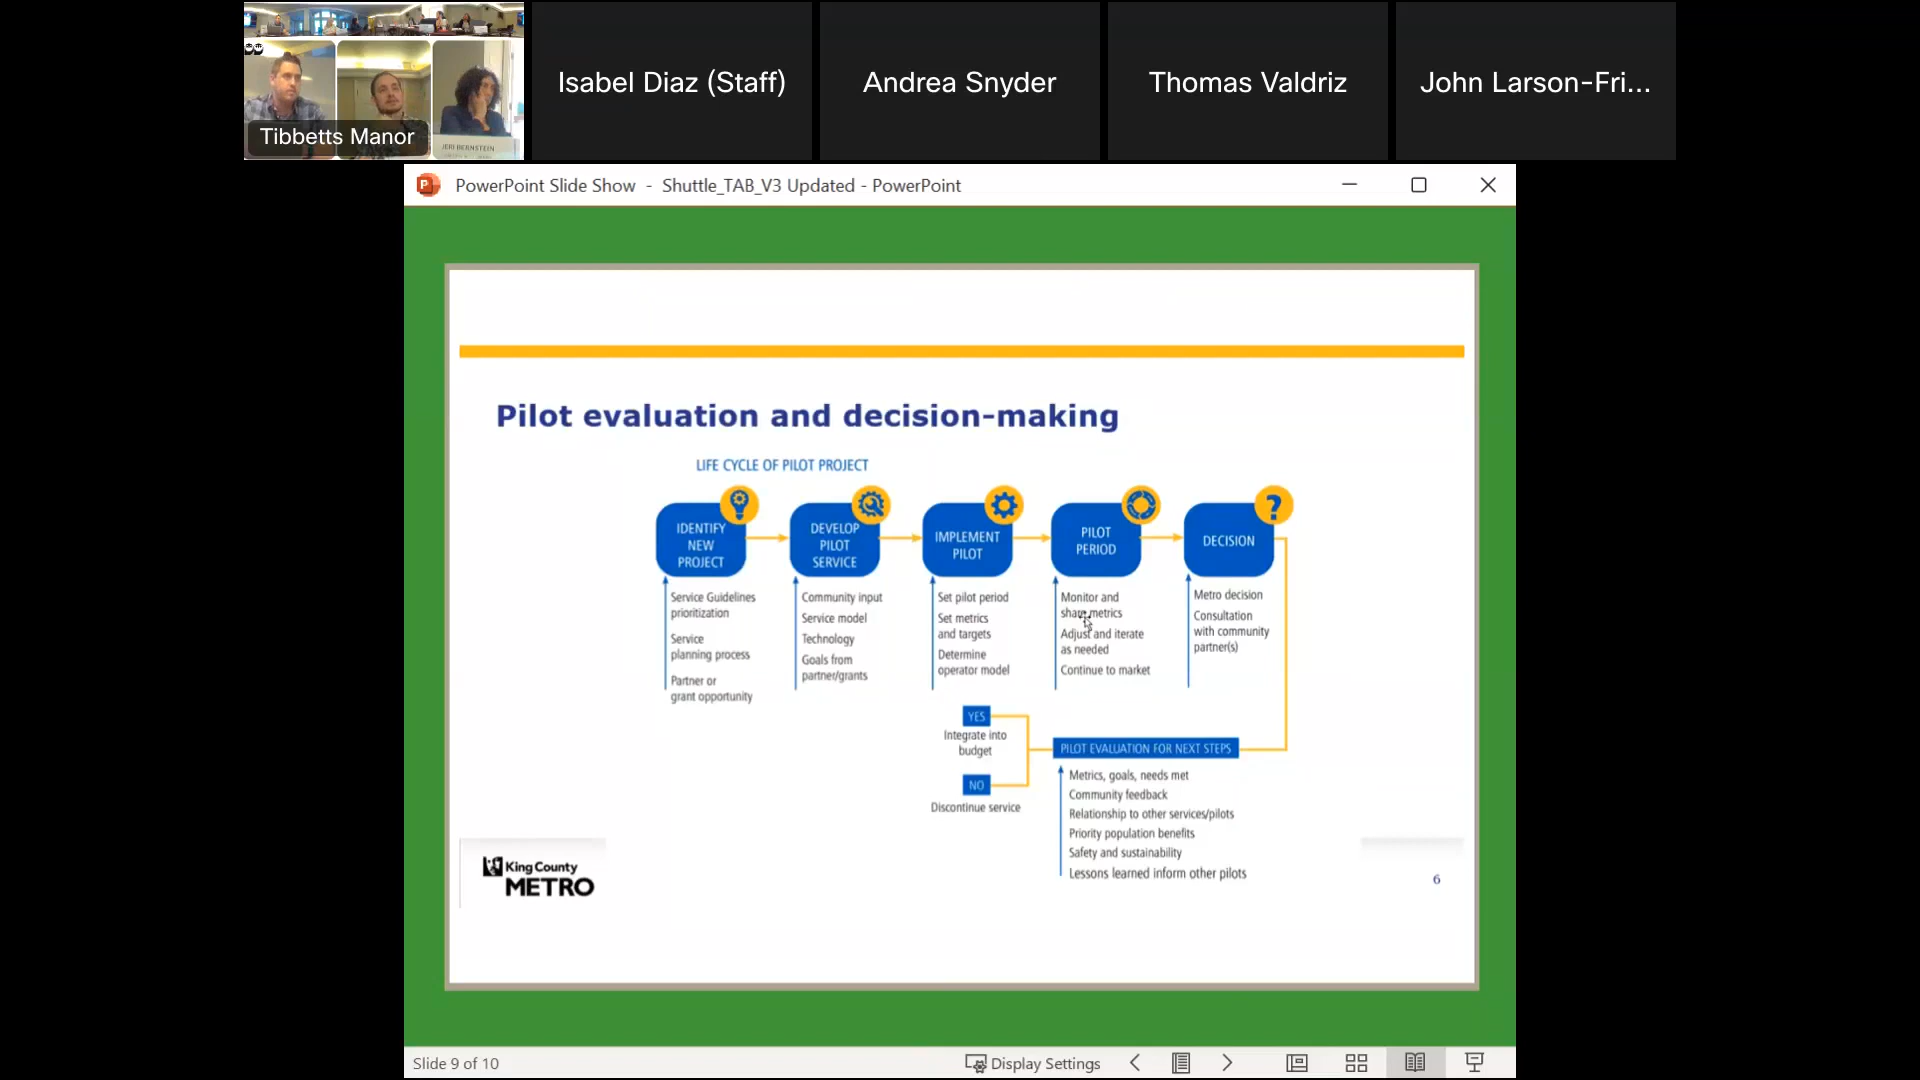 Tibbetts Manor
JERI BERNSTEIN
Isabel Diaz (Staff)
Andrea Snyder
Thomas Valdriz
John Larson-Fri...
PowerPoint Slide Show - Shuttle_TAB_V3 Updated - PowerPoint
Pilot evaluation and decision-making
LIFE CYCLE OF PILOT PROJECT
IDENTIFY
NEW
PROJECT
Service Guidelines
prioritization
Service
planning process
Partner or
grant opportunity
DEVELOP
PILOT
SERVICE
Community input
Service model
Technology
Goals from
partner/grants
IMPLEMENT
PILOT
Set pilot period
Set metrics
and targets
Determine
operator model
PILOT
PERIOD
Monitor and
share metrics
Adjust and iterate
as needed
Continue to market
?
DECISION
Metro decision
Consultation
with community
partner(s)
PILOT EVALUATION FOR NEXT STEPS
Metrics, goals, needs met
Community feedback
Relationship to other services/pilots
Priority population benefits
Safety and sustainability
Lessons learned inform other pilots
YES
Integrate into
budget
NO
Discontinue service
King County
METRO
6
Slide 9 of 10
Display Settings